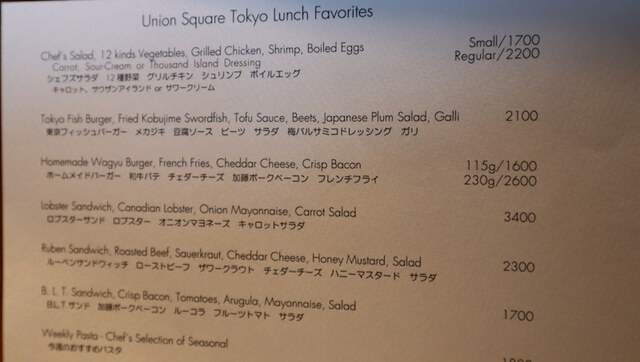 Union Square Tokyo Lunch Favorites
Chef's Salad, 12 kinds Vegetables, Grilled Chicken, Shrimp, Boiled Eggs Small/1700
Carrot, Sour-Cream or Thousand Island Dressing Regular/2200
シェフズサラダ 12種野菜 グリルチキン シュリンプ ボイルエッグ
キャロット, サウザンアイランド or サワークリーム
Tokyo Fish Burger, Fried Kobujime Swordfish, Tofu Sauce, Beets, Japanese Plum Salad, Galli 2100
東京フィッシュバーガー メカジキ 豆腐ソース ビーツ サラダ 梅バルサミコドレッシング ガリ
Homemade Wagyu Burger, French Fries, Cheddar Cheese, Crisp Bacon 115g/1600
ホームメイドバーガー 和牛パテ チェダーチーズ 加藤ポークベーコン フレンチフライ 230g/2600
Lobster Sandwich, Canadian Lobster, Onion Mayonnaise, Carrot Salad 3400
ロブスターサンド ロブスター オニオンマヨネーズ キャロットサラダ
Ruben Sandwich, Roasted Beef, Sauerkraut, Cheddar Cheese, Honey Mustard, Salad 2300
ルーベンサンドウィッチ ローストビーフ ザワークラウト チェダーチーズ ハニーマスタード サラダ
B. L. T. Sandwich, Crisp Bacon, Tomatoes, Arugula, Mayonnaise, Salad 1700
B.L.T.サンド 加藤ポークベーコン ルーコラ フルーツトマト サラダ
Weekly Pasta - Chef's Selection of Seasonal
今週のおすすめパスタ